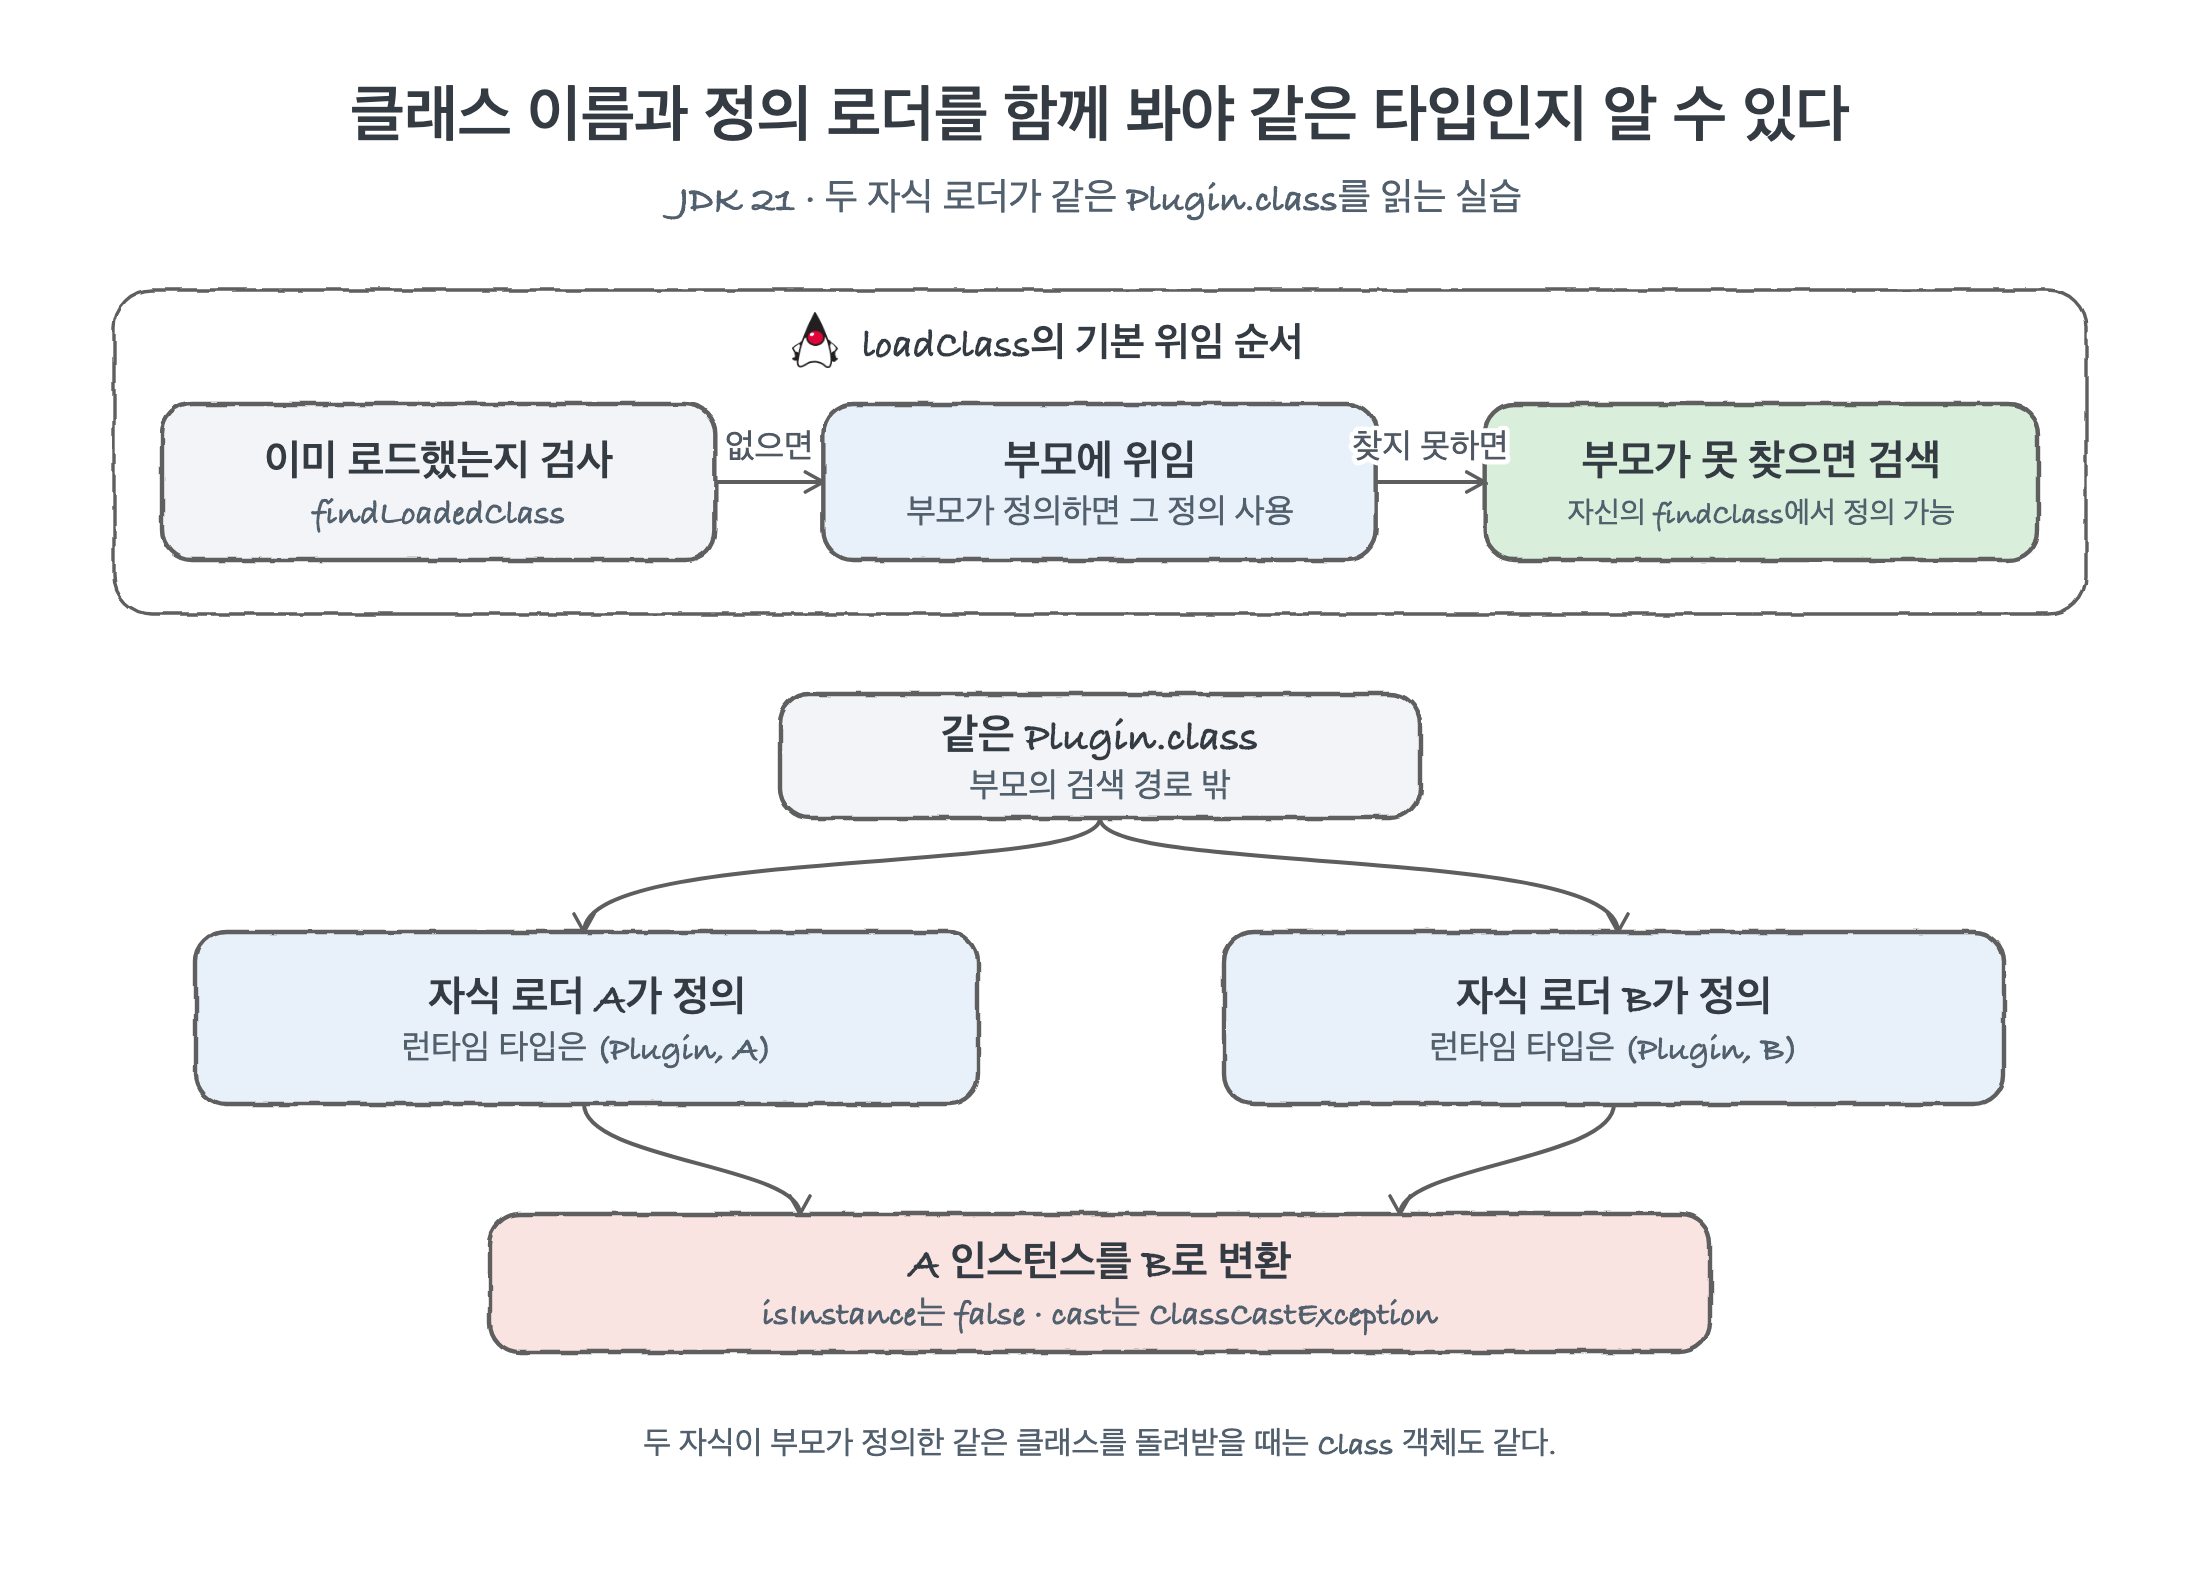 클래스 이름과 정의 로더를 함께 봐야 같은 타입인지 알 수 있다
JDK 21 · 두 자식 로더가 같은 Plugin.class를 읽는 실습
loadClass의 기본 위임 순서
이미 로드했는지 검사
findLoadedClass
없으면
부모에 위임
부모가 정의하면 그 정의 사용
찾지 못하면
부모가 못 찾으면 검색
자신의 findClass에서 정의 가능
같은 Plugin.class
부모의 검색 경로 밖
자식 로더 A가 정의
런타임 타입은 (Plugin, A)
자식 로더 B가 정의
런타임 타입은 (Plugin, B)
A 인스턴스를 B로 변환
isInstance는 false · cast는 ClassCastException
두 자식이 부모가 정의한 같은 클래스를 돌려받을 때는 Class 객체도 같다.